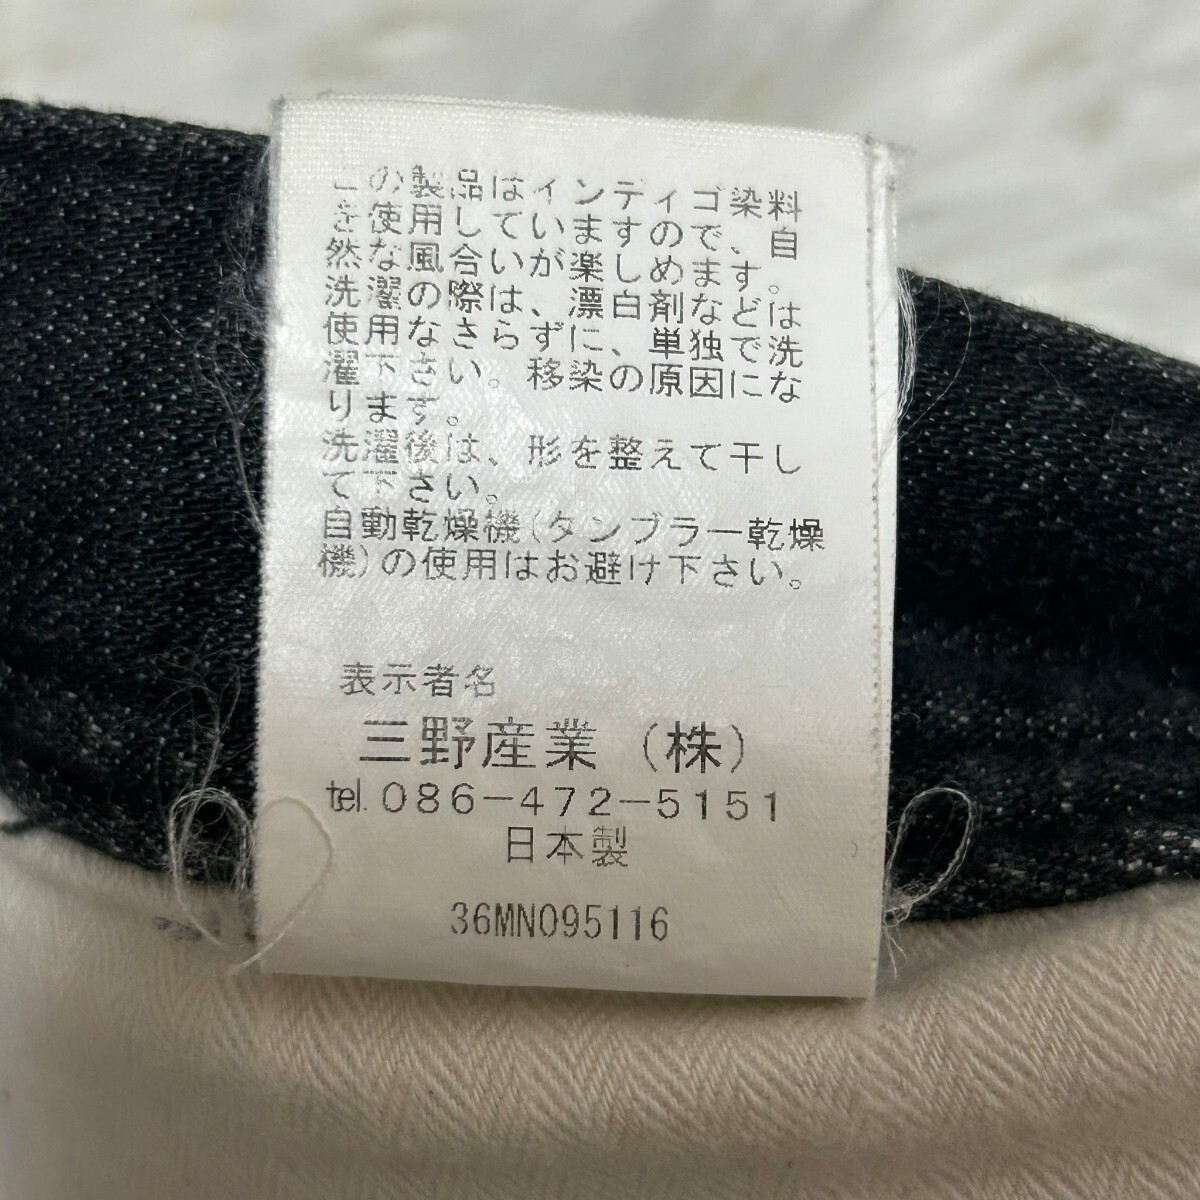 この製品はインディゴ染料
を使用していますので、自
然な風合いが楽しめます。
洗濯の際は、漂白剤などは
使用なさらずに、単独で洗
濯下さい。移染の原因にな
ります。
洗濯後は、形を整えて干し
て下さい。
自動乾燥機(タンブラー乾燥
機)の使用はお避け下さい。
表示者名
三野産業（株）
tel.086-472-5151
日本製
36MN095116